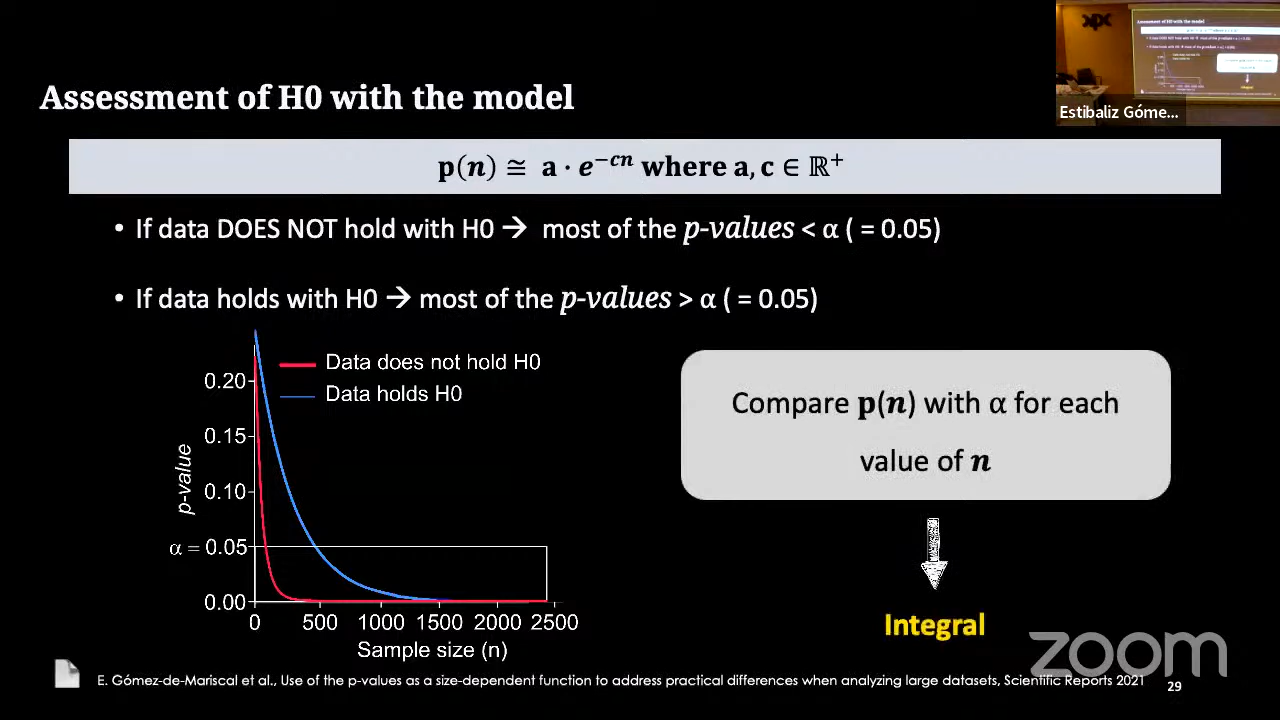 Assessment of H0 with the model
Estibaliz Góme...
p(n) ≅ a · e^−cn where a, c ∈ ℝ⁺
• If data DOES NOT hold with H0 → most of the p-values < α ( = 0.05)
• If data holds with H0 → most of the p-values > α ( = 0.05)
Data does not hold H0
Data holds H0
0.20
0.15
0.10
α = 0.05
0.00
p-value
0 500 1000 1500 2000 2500
Sample size (n)
Compare p(n) with α for each
value of n
Integral
zoom
E. Gómez-de-Mariscal et al., Use of the p-values as a size-dependent function to address practical differences when analyzing large datasets, Scientific Reports 2021
29